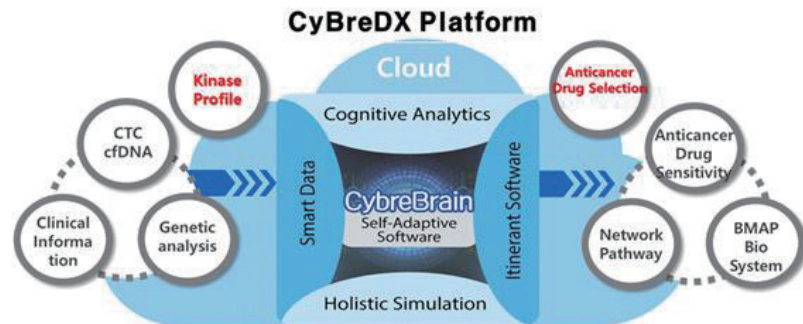 CyBreDX Platform
Cloud
Kinase
Profile
CTC
cfDNA
Clinical
Informa
tion
Genetic
analysis
Cognitive Analytics
Smart Data
CybreBrain
Self-Adaptive
Software
Itinerant Software
Holistic Simulation
Anticancer
Drug Selection
Anticancer
Drug
Sensitivity
Network
Pathway
BMAP
Bio
System